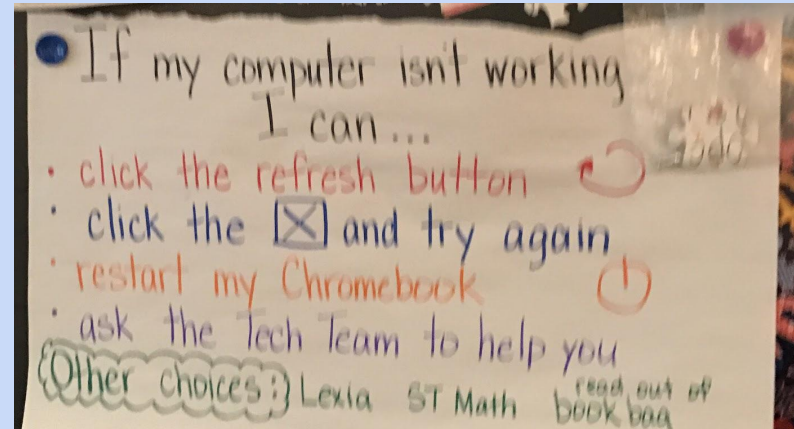 If my computer isn't working
I can...
· click the refresh button
· click the X and try again
· restart my Chromebook
· ask the Tech Team to help you
Other choices: Lexia ST Math read out of
book bag